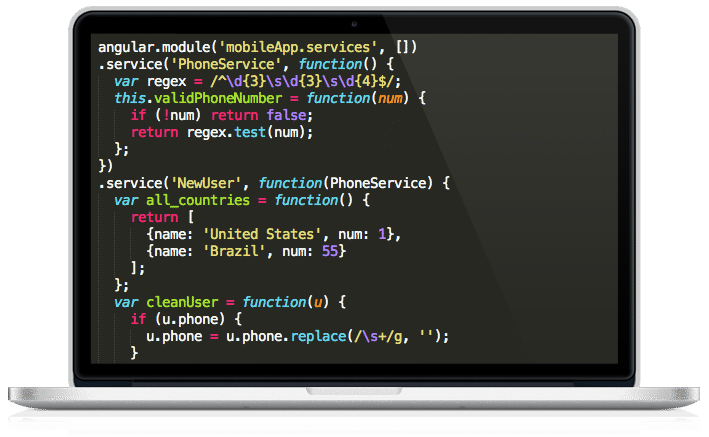 angular.module('mobileApp.services', [])
.service('PhoneService', function() {
  var regex = /^\d{3}\s\d{3}\s\d{4}$/;
  this.validPhoneNumber = function(num) {
    if (!num) return false;
    return regex.test(num);
  };
})
.service('NewUser', function(PhoneService) {
  var all_countries = function() {
    return [
      {name: 'United States', num: 1},
      {name: 'Brazil', num: 55}
    ];
  };
  var cleanUser = function(u) {
    if (u.phone) {
      u.phone = u.phone.replace(/\s+/g, '');
    }